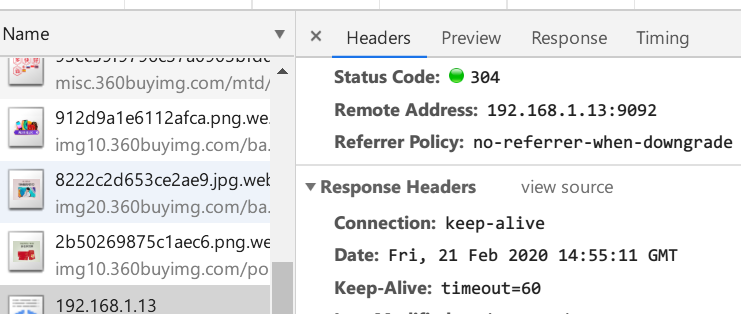 Name
Headers Preview Response Timing
misc.360buyimg.com/mtd/
912d9a1e6112afca.png.we
img10.360buyimg.com/ba.
8222c2d653ce2ae9.jpg.web
img20.360buyimg.com/ba.
2b50269875c1aec6.png.we
img10.360buyimg.com/po
192.168.1.13
Status Code: 304
Remote Address: 192.168.1.13:9092
Referrer Policy: no-referrer-when-downgrade
Response Headers view source
Connection: keep-alive
Date: Fri, 21 Feb 2020 14:55:11 GMT
Keep-Alive: timeout=60